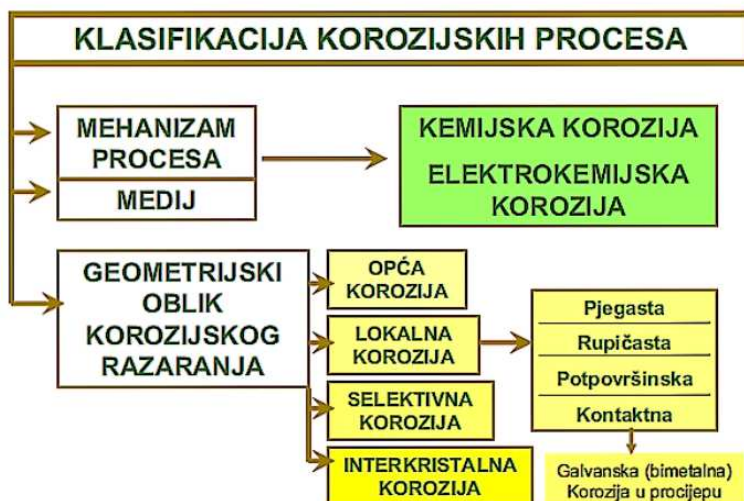 KLASIFIKACIJA KOROZIJSKIH PROCESA
MEHANIZAM
PROCESA
MEDIJ
KEMIJSKA KOROZIJA
ELEKTROKEMIJSKA
KOROZIJA
GEOMETRIJSKI
OBLIK
KOROZIJSKOG
RAZARANJA
OPĆA
KOROZIJA
LOKALNA
KOROZIJA
SELEKTIVNA
KOROZIJA
INTERKRISTALNA
KOROZIJA
Pjegasta
Rupičasta
Potpovršinska
Kontaktna
Galvanska (bimetalna)
Korozija u procijepu